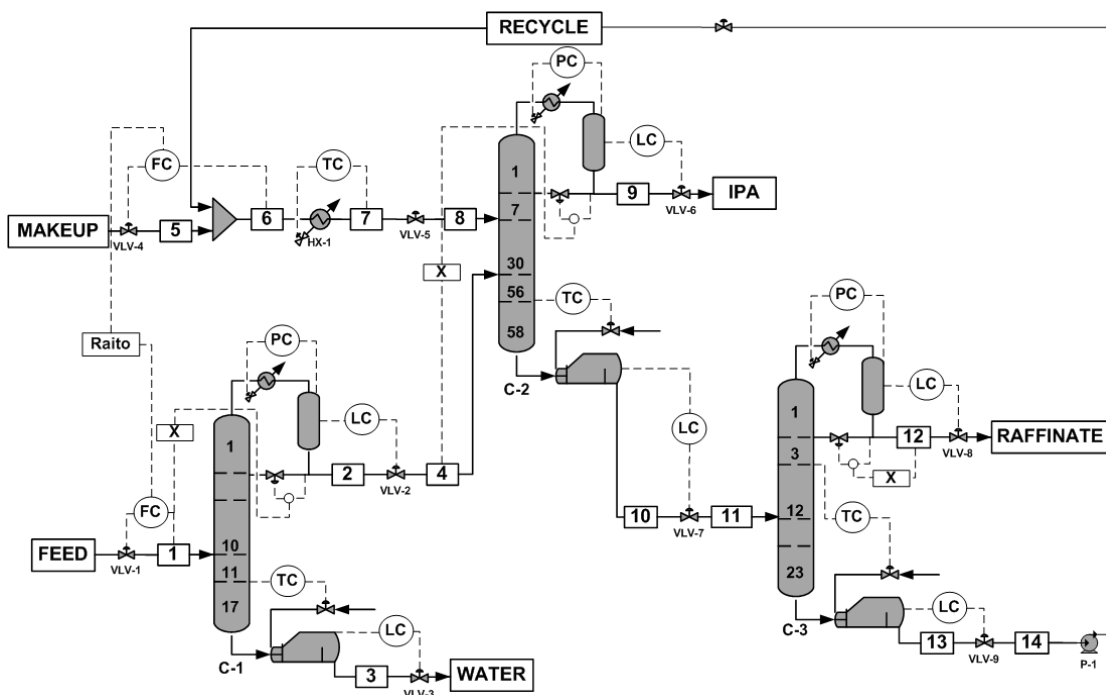 RECYCLE
PC
LC
9
IPA
VLV-6
1
7
30
56
58
FC
TC
MAKEUP
VLV-4
5
6
HX-1
7
VLV-5
8
X
TC
C-2
LC
Raito
PC
X
LC
1
2
VLV-2
4
FC
FEED
VLV-1
1
10
11
17
TC
C-1
LC
3
VLV-3
WATER
10
VLV-7
11
PC
LC
1
3
12
23
12
VLV-8
RAFFINATE
X
TC
C-3
LC
13
VLV-9
14
P-1